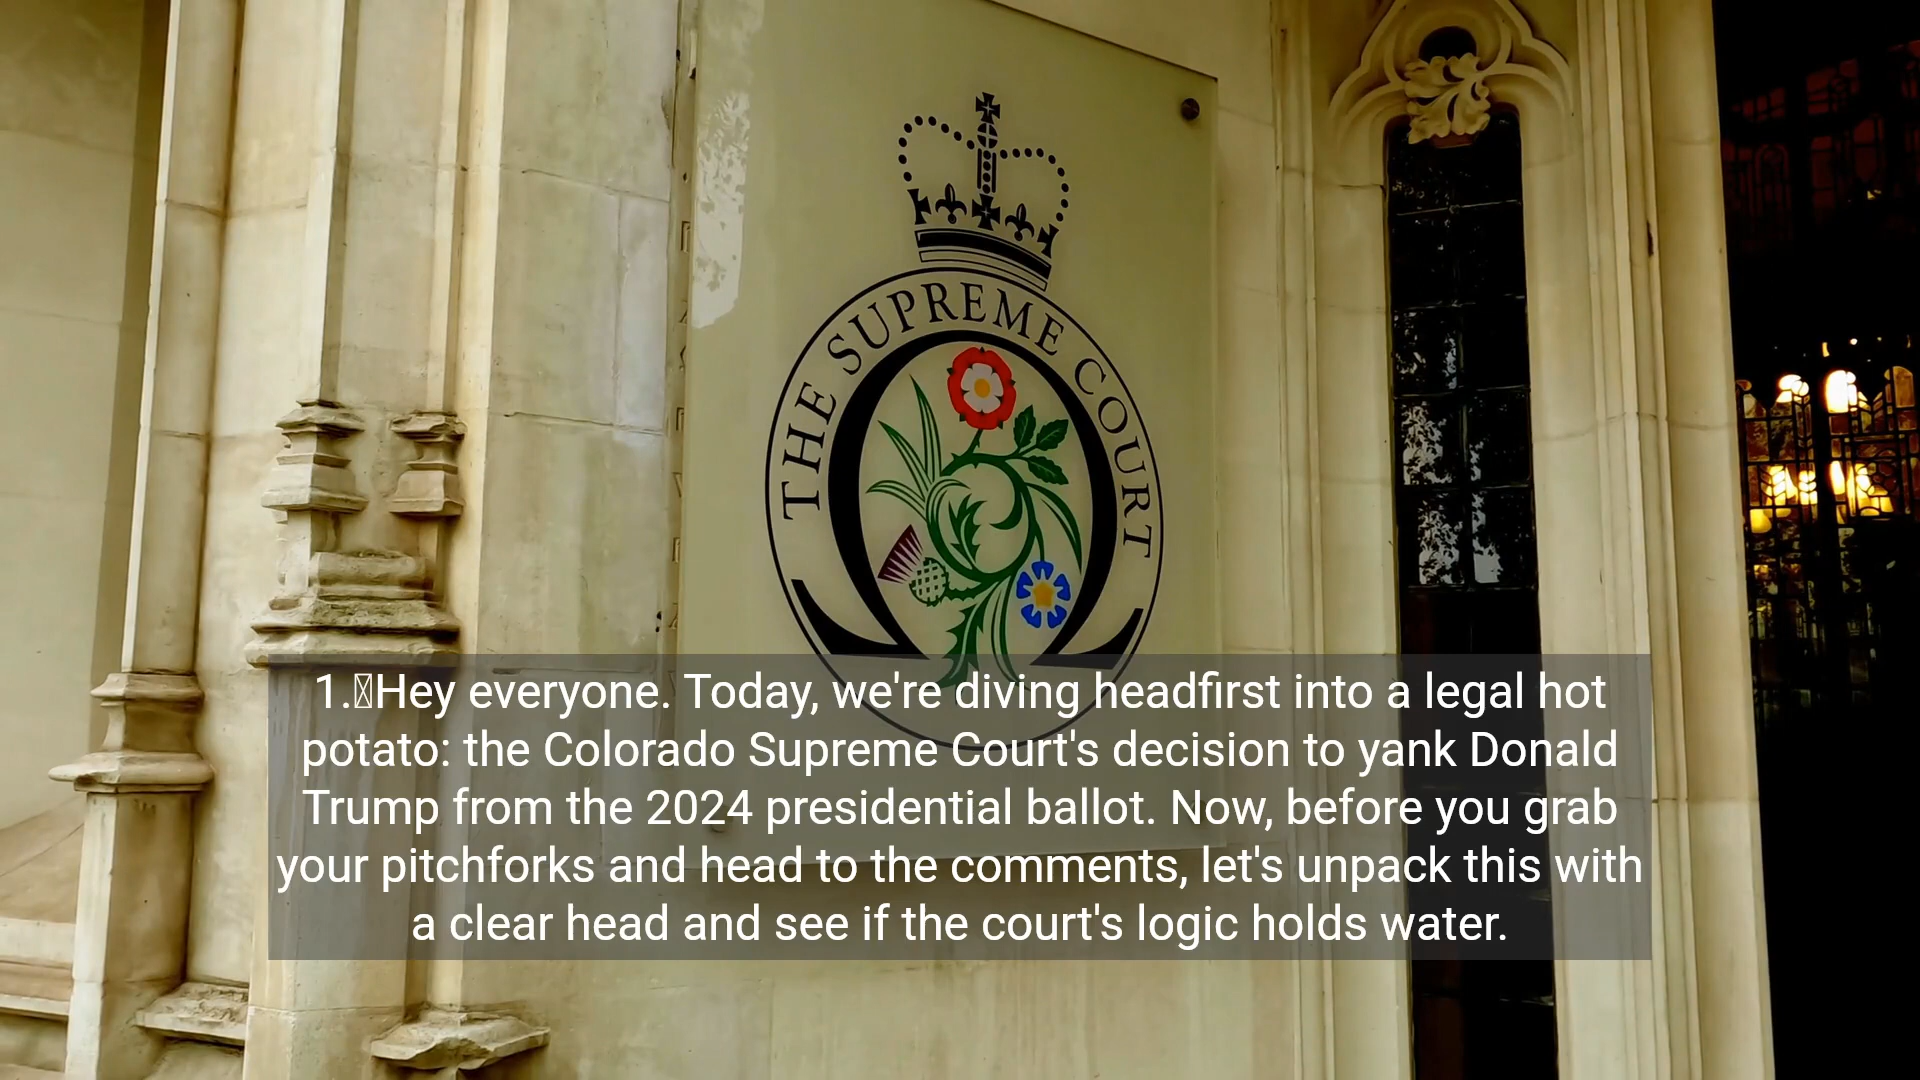 THE SUPREME COURT
1.Hey everyone. Today, we're diving headfirst into a legal hot
potato: the Colorado Supreme Court's decision to yank Donald
Trump from the 2024 presidential ballot. Now, before you grab
your pitchforks and head to the comments, let's unpack this with
a clear head and see if the court's logic holds water.